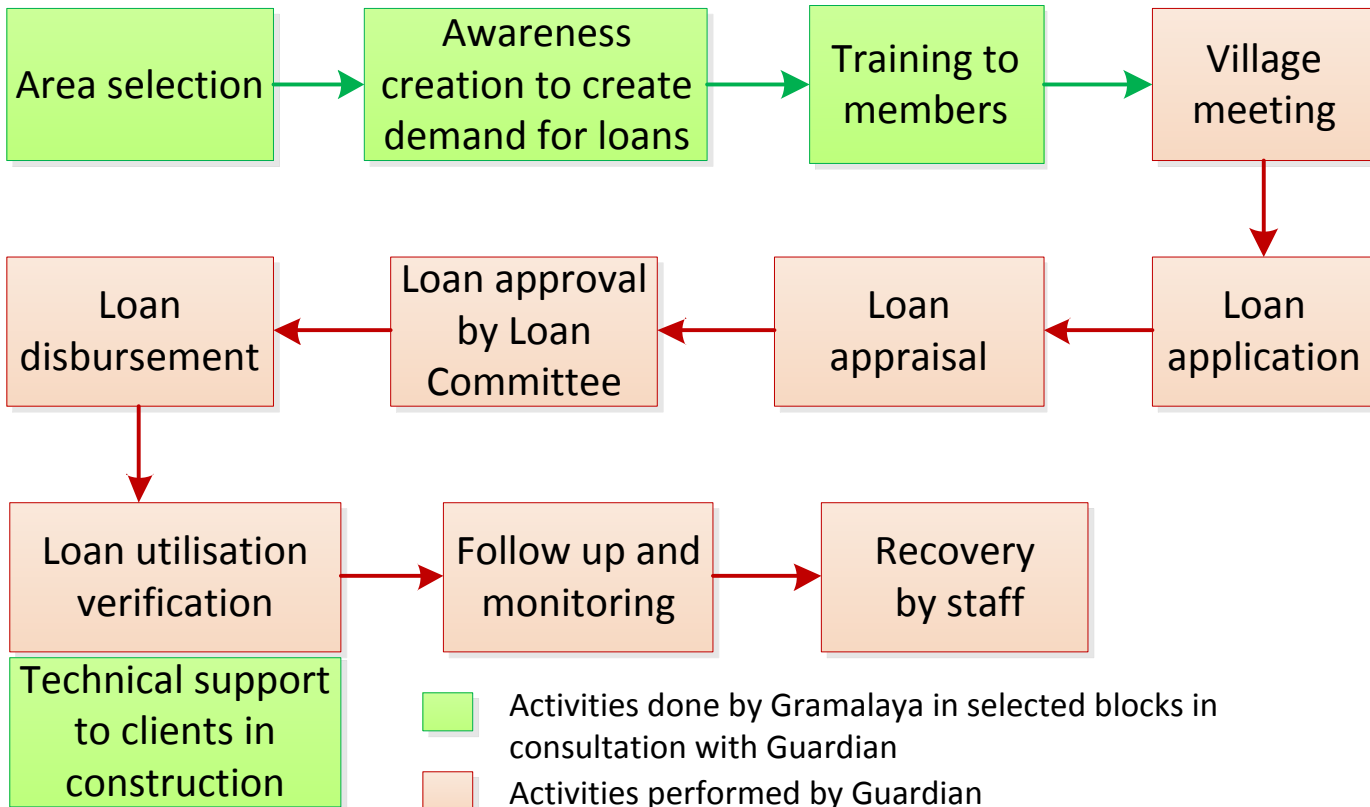 Area selection
Awareness
creation to create
demand for loans
Training to
members
Village
meeting
Loan
disbursement
Loan approval
by Loan
Committee
Loan
appraisal
Loan
application
Loan utilisation
verification
Follow up and
monitoring
Recovery
by staff
Technical support
to clients in
construction
Activities done by Gramalaya in selected blocks in
consultation with Guardian
Activities performed by Guardian